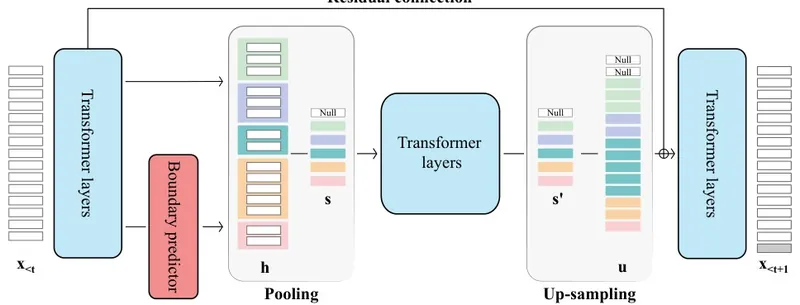 Residual connection
Transformer layers
Boundary predictor
Null
Transformer
layers
Null
Null
Null
Transformer layers
x<t
h
s
s'
u
x<t+1
Pooling
Up-sampling